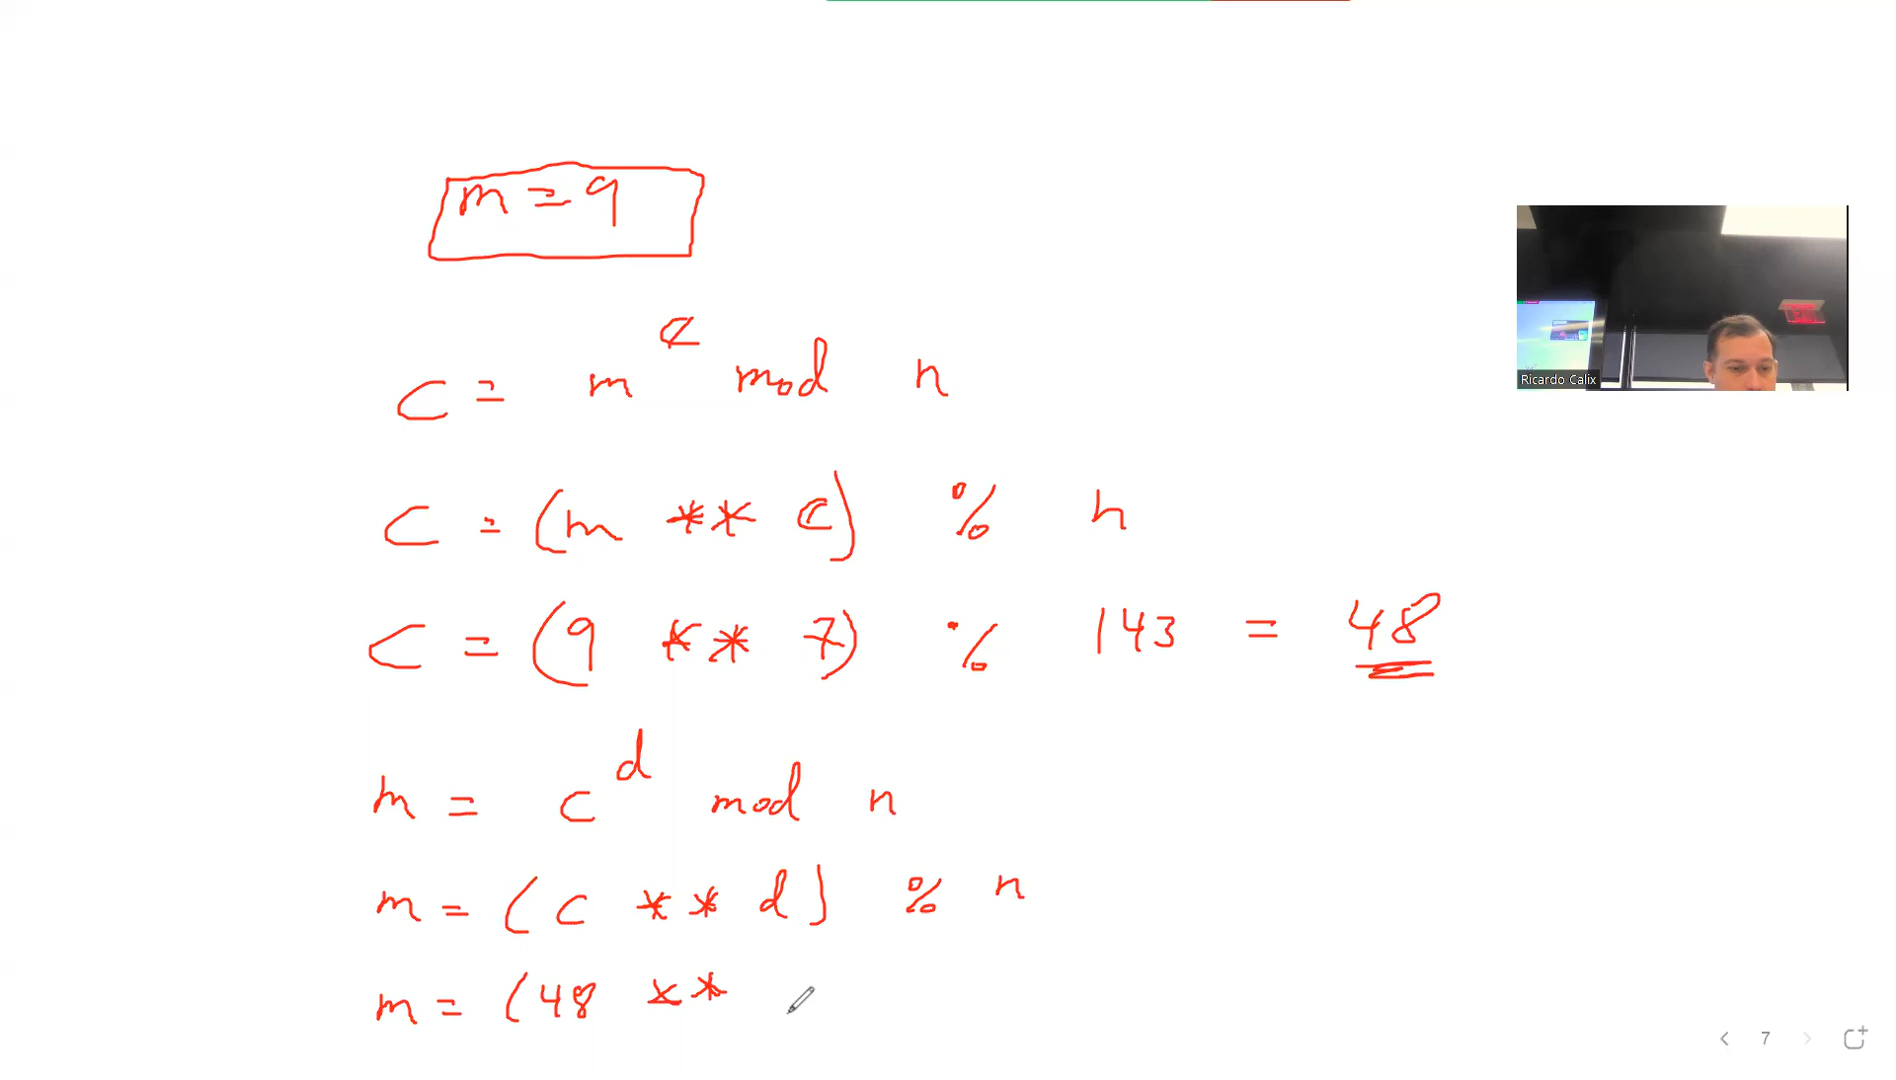 m = 9
c = m^e mod n
c = (m ** e) % n
c = (9 ** 7) % 143 = 48
m = c^d mod n
m = (c ** d) % n
m = (48 **
Ricardo Calix
7